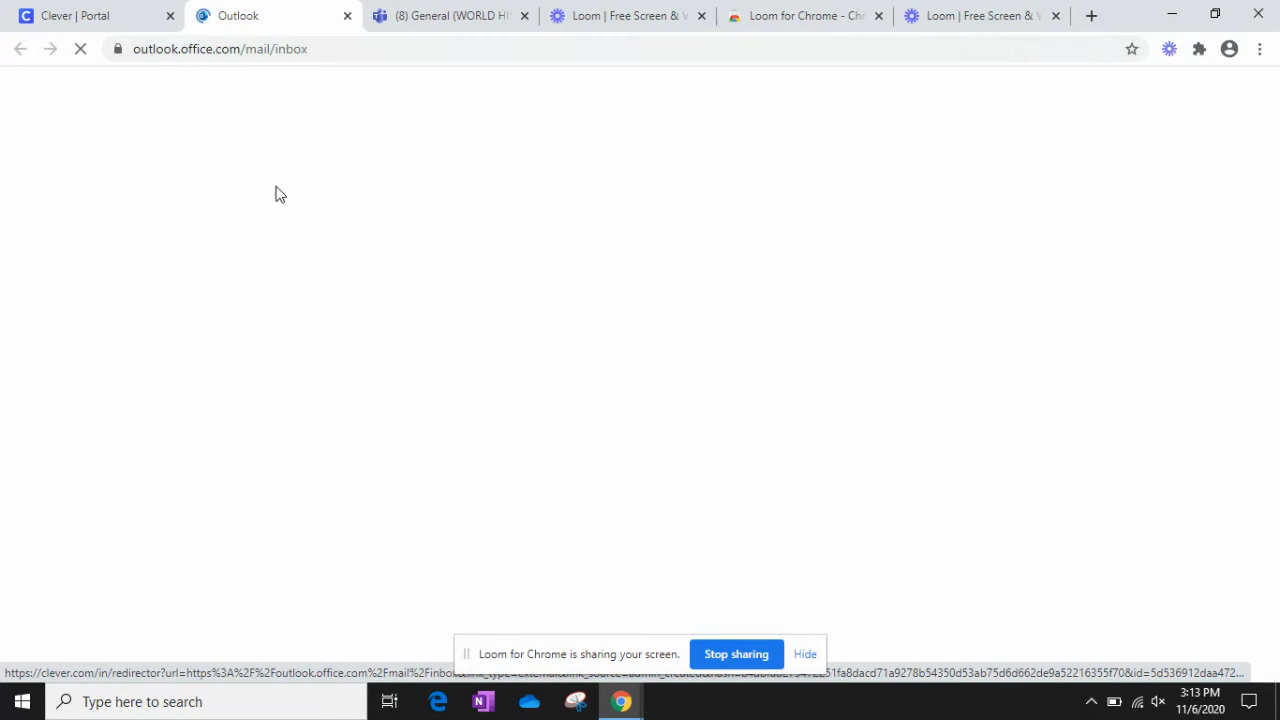 Clever | Portal
Outlook
(8) General (WORLD HI
Loom | Free Screen & V
Loom for Chrome - Ch
Loom | Free Screen & V
outlook.office.com/mail/inbox
Loom for Chrome is sharing your screen.
Stop sharing
Hide
Type here to search
3:13 PM
11/6/2020